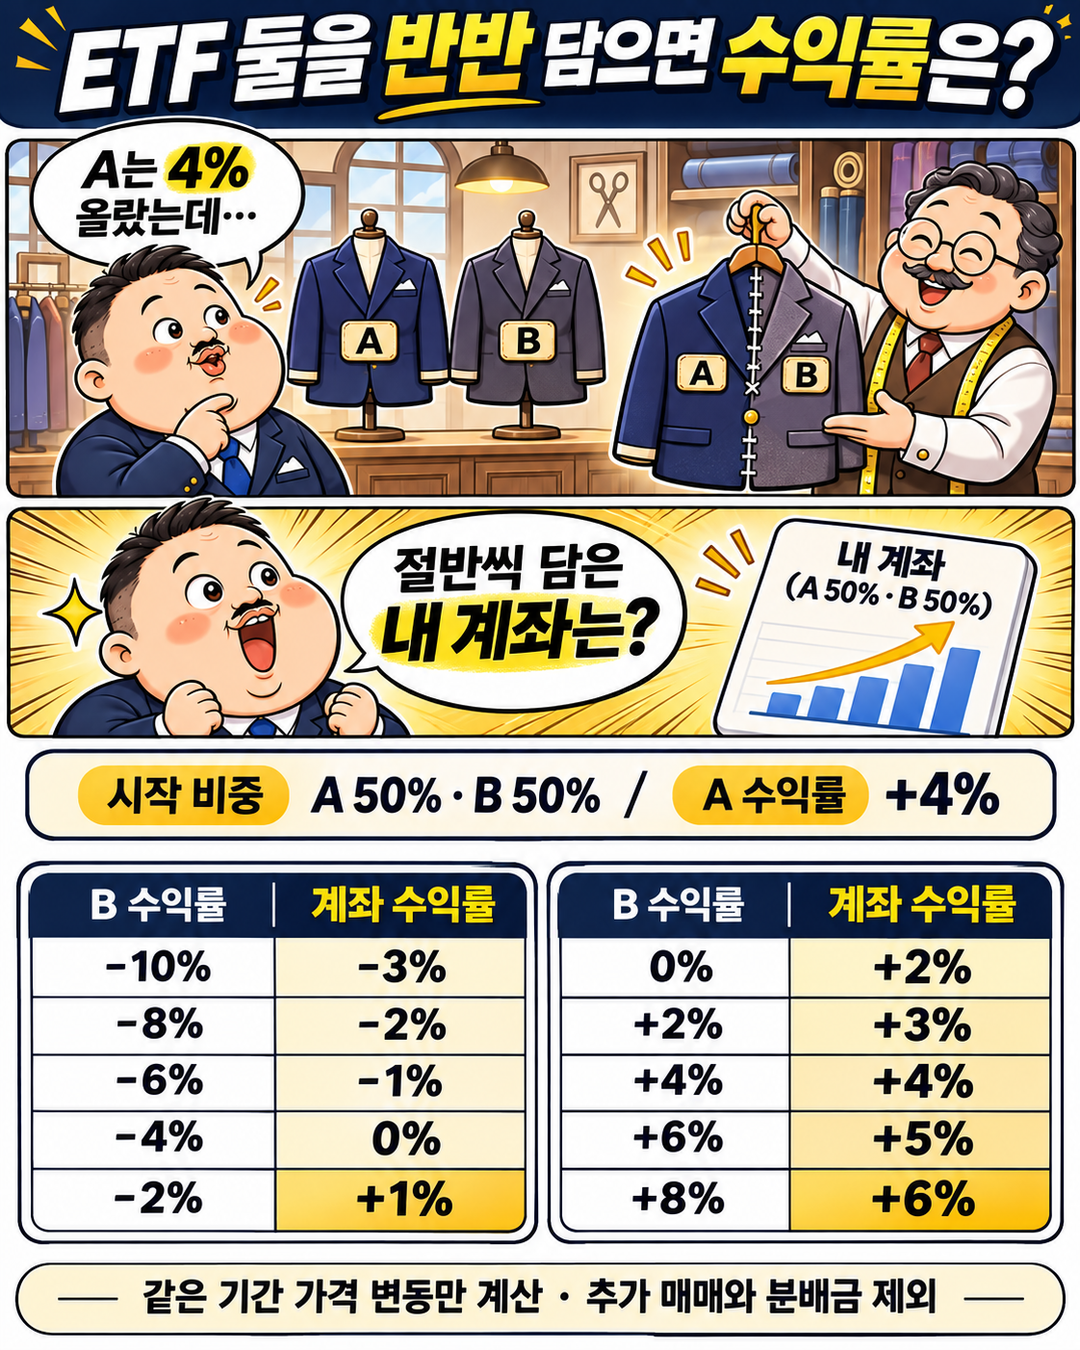 ETF 둘을 반반 담으면 수익률은?
A는 4%
올랐는데…
A
B
A
B
절반씩 담은
내 계좌는?
내 계좌
(A 50% · B 50%)
시작 비중 A 50% · B 50% / A 수익률 +4%
B 수익률 | 계좌 수익률
-10% -3%
-8% -2%
-6% -1%
-4% 0%
-2% +1%
B 수익률 | 계좌 수익률
0% +2%
+2% +3%
+4% +4%
+6% +5%
+8% +6%
같은 기간 가격 변동만 계산 · 추가 매매와 분배금 제외